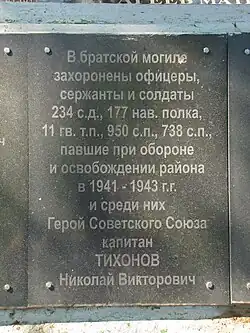 В братской могиле
захоронены офицеры,
сержанты и солдаты
234 с.д., 177 нав. полка,
11 гв. т.п., 950 с.п., 738 с.п.,
павшие при обороне
и освобождении района
в 1941 - 1943 г.г.
и среди них
Герой Советского Союза
капитан
ТИХОНОВ
Николай Викторович